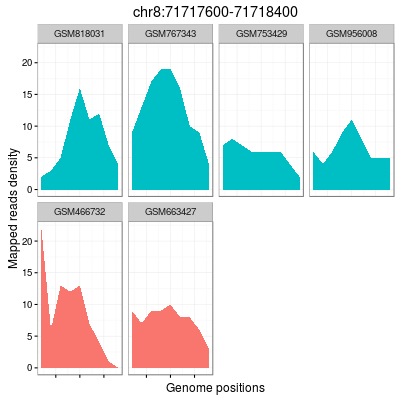 chr8:71717600-71718400
GSM818031 GSM767343 GSM753429 GSM956008
20
15
10
5
0
GSM466732 GSM663427
20
15
10
5
0
Mapped reads density
Genome positions